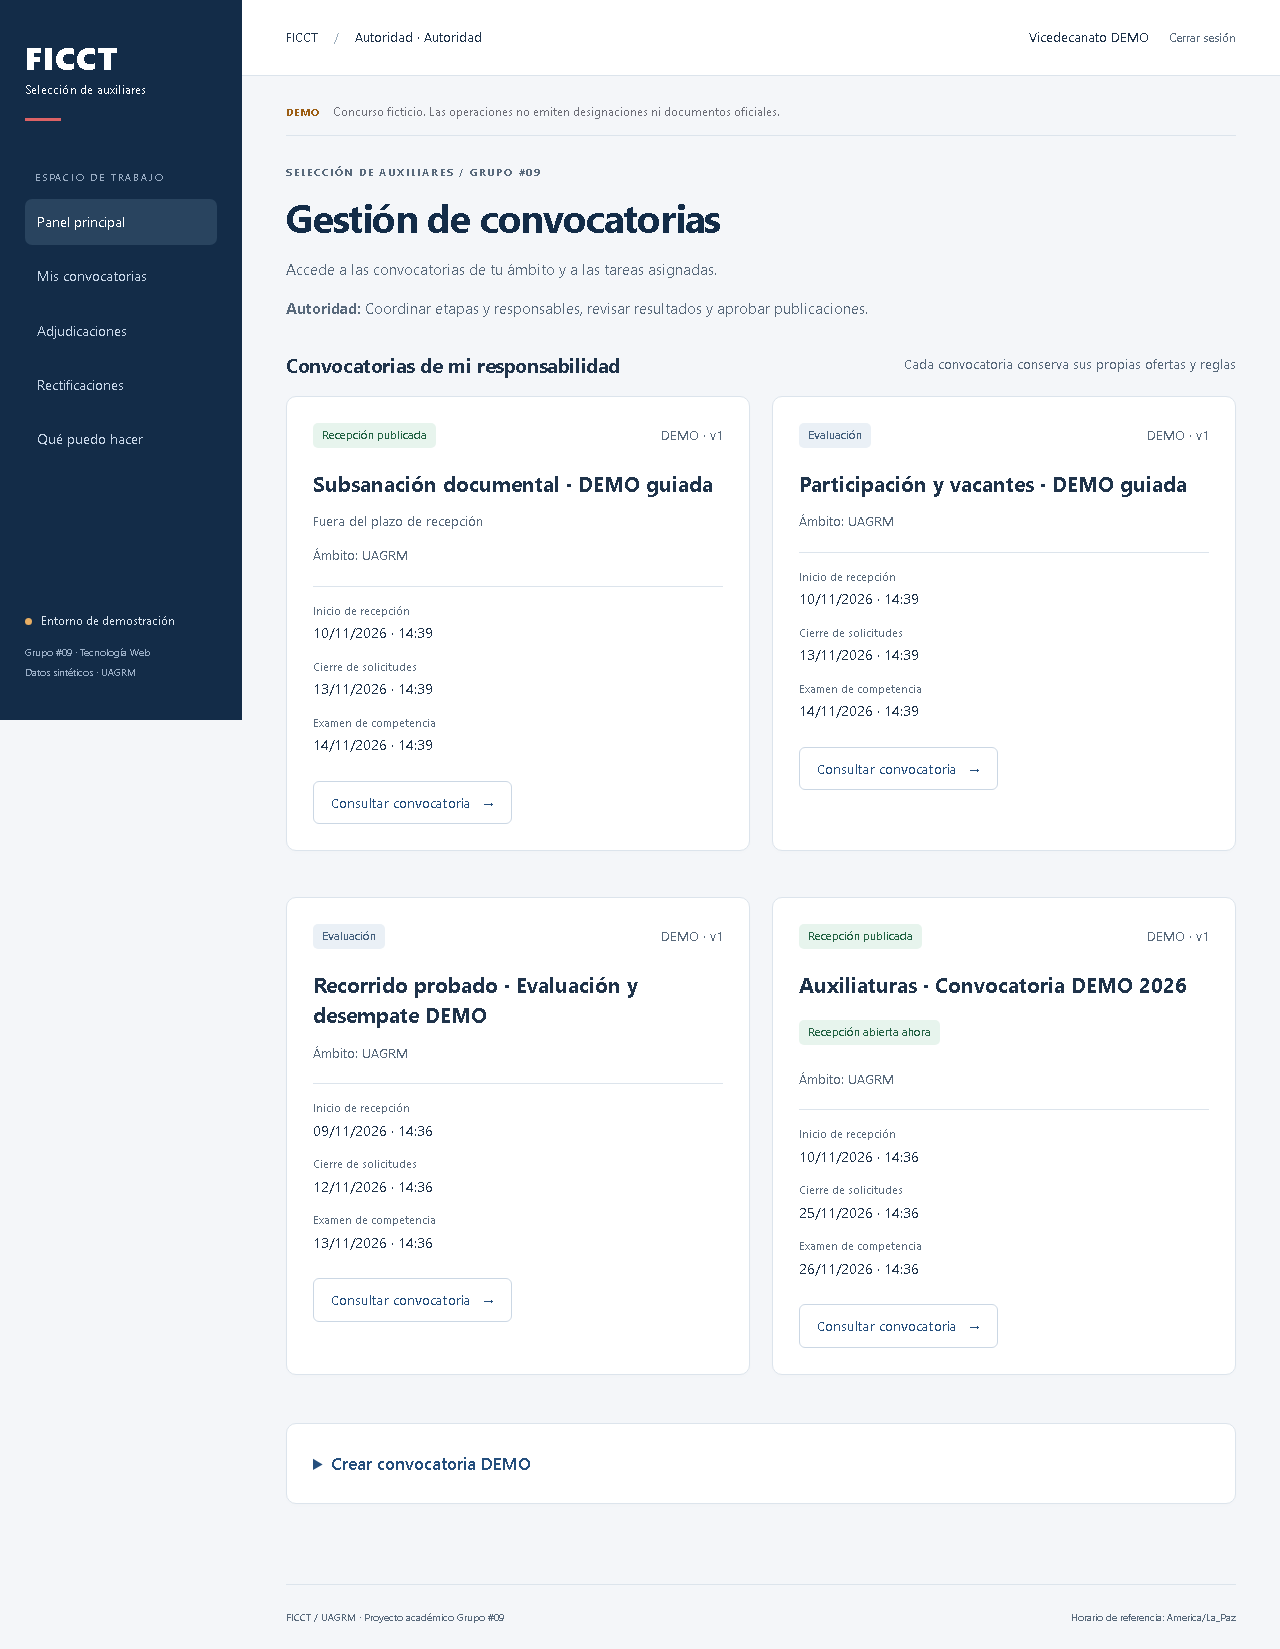 FICCT
Selección de auxiliares
ESPACIO DE TRABAJO
Panel principal
Mis convocatorias
Adjudicaciones
Rectificaciones
Qué puedo hacer
Entorno de demostración
Grupo #09 · Tecnología Web
Datos sintéticos · UAGRM
FICCT / Autoridad · Autoridad
Vicedecanato DEMO Cerrar sesión
DEMO Concurso ficticio. Las operaciones no emiten designaciones ni documentos oficiales.
SELECCIÓN DE AUXILIARES / GRUPO #09
Gestión de convocatorias
Accede a las convocatorias de tu ámbito y a las tareas asignadas.
Autoridad: Coordinar etapas y responsables, revisar resultados y aprobar publicaciones.
Convocatorias de mi responsabilidad
Cada convocatoria conserva sus propias ofertas y reglas
Recepción publicada DEMO · v1
Subsanación documental · DEMO guiada
Fuera del plazo de recepción
Ámbito: UAGRM
Inicio de recepción
10/11/2026 · 14:39
Cierre de solicitudes
13/11/2026 · 14:39
Examen de competencia
14/11/2026 · 14:39
Consultar convocatoria →
Evaluación DEMO · v1
Participación y vacantes · DEMO guiada
Ámbito: UAGRM
Inicio de recepción
10/11/2026 · 14:39
Cierre de solicitudes
13/11/2026 · 14:39
Examen de competencia
14/11/2026 · 14:39
Consultar convocatoria →
Evaluación DEMO · v1
Recorrido probado · Evaluación y
desempate DEMO
Ámbito: UAGRM
Inicio de recepción
09/11/2026 · 14:36
Cierre de solicitudes
12/11/2026 · 14:36
Examen de competencia
13/11/2026 · 14:36
Consultar convocatoria →
Recepción publicada DEMO · v1
Auxiliaturas · Convocatoria DEMO 2026
Recepción abierta ahora
Ámbito: UAGRM
Inicio de recepción
10/11/2026 · 14:36
Cierre de solicitudes
25/11/2026 · 14:36
Examen de competencia
26/11/2026 · 14:36
Consultar convocatoria →
▶ Crear convocatoria DEMO
FICCT / UAGRM · Proyecto académico Grupo #09
Horario de referencia: America/La_Paz